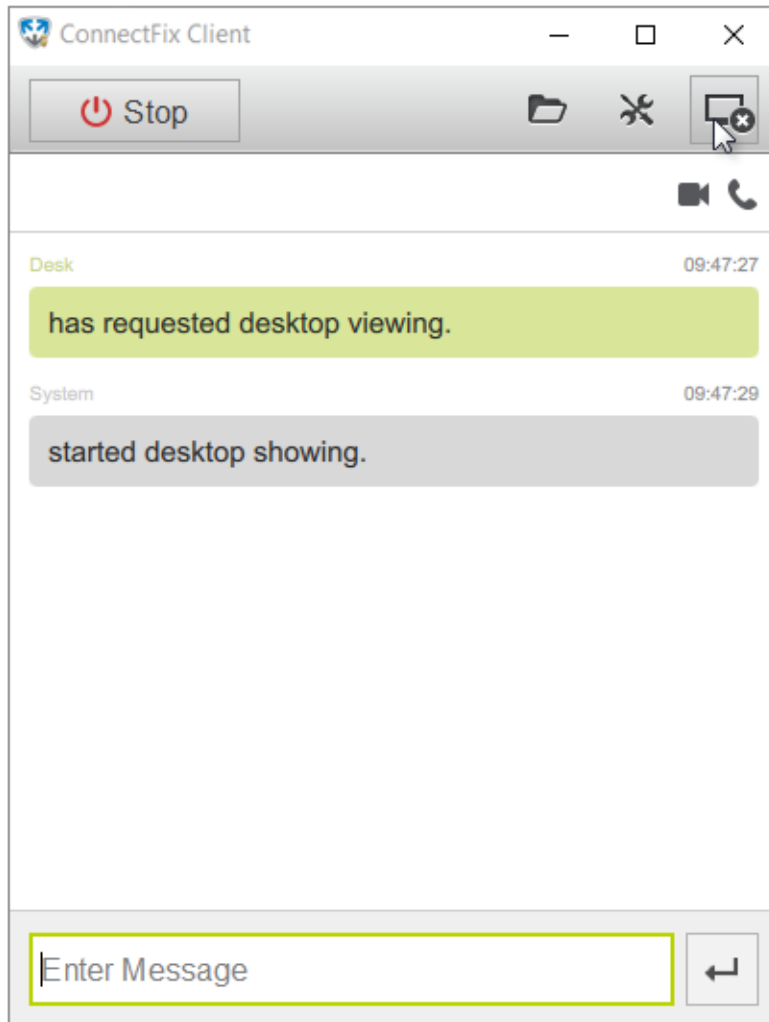 ConnectFix Client
Stop
Desk 09:47:27
has requested desktop viewing.
System 09:47:29
started desktop showing.
Enter Message